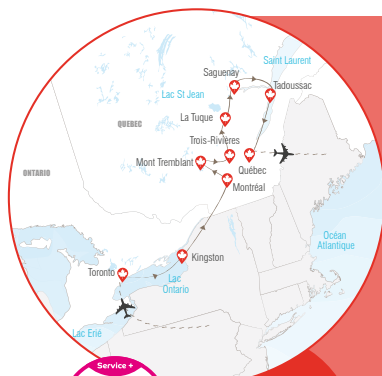 Saint Laurent
Saguenay
Tadoussac
Lac St Jean
La Tuque
QUEBEC
Trois-Rivières
Mont Tremblant
Québec
ONTARIO
Montréal
Océan
Atlantique
Kingston
Toronto
Lac
Ontario
Lac Erié
Service +